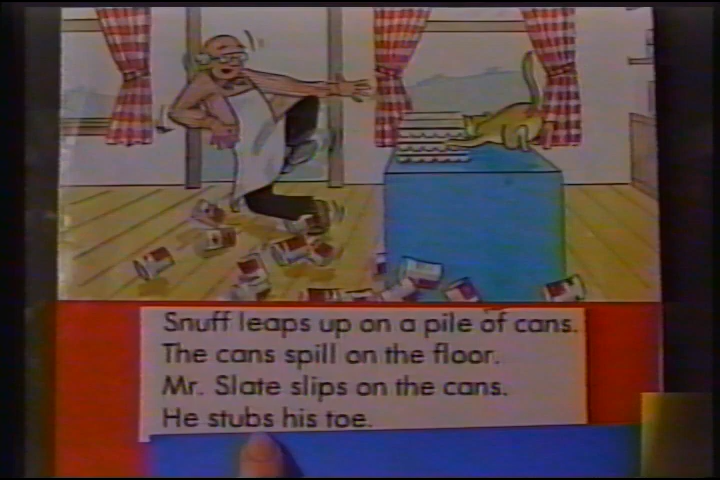 Snuff leaps up on a pile of cans.
The cans spill on the floor.
Mr. Slate slips on the cans.
He stubs his toe.